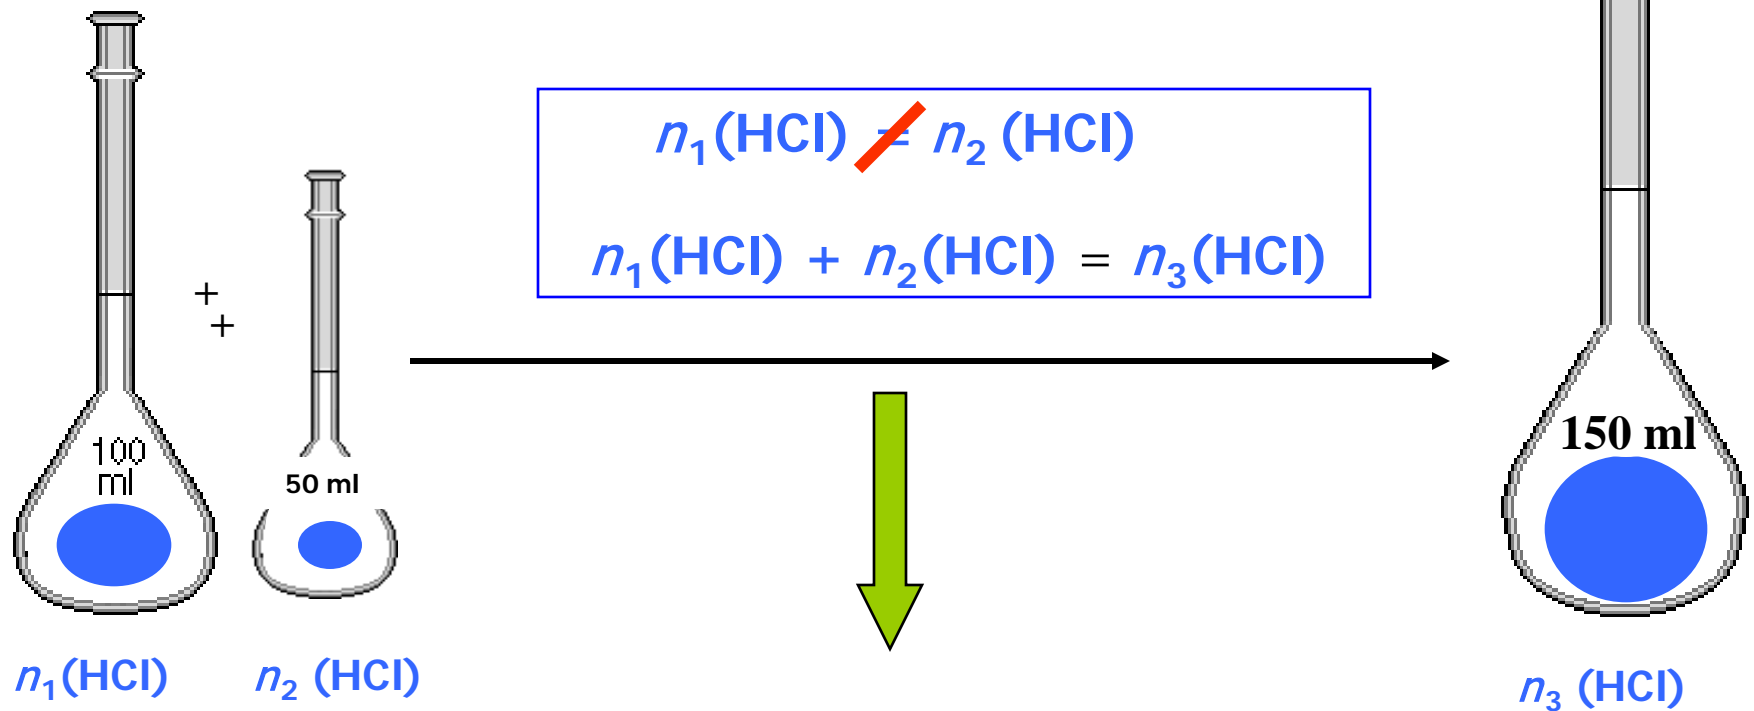 n₁(HCl) ≠ n₂ (HCl)
n₁(HCl) + n₂(HCl) = n₃(HCl)
+
+
100
ml
50 ml
150 ml
n₁(HCl)
n₂ (HCl)
n₃ (HCl)